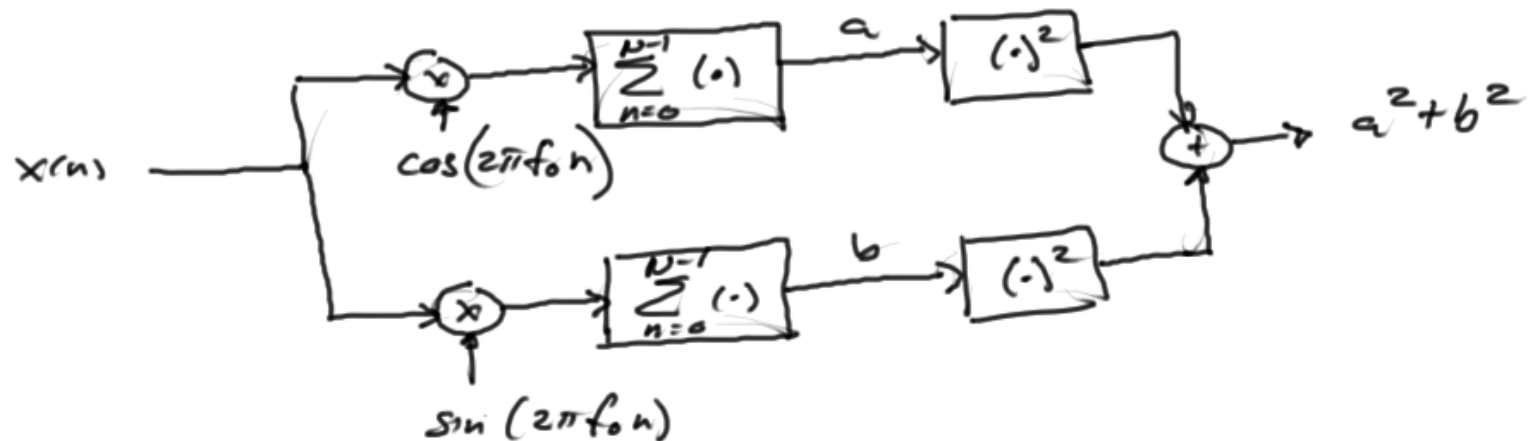 N-1
∑ (·)
n=0
a
(·)²
x(n)
×
cos(2πf₀n)
+
a²+b²
×
N-1
∑ (·)
n=0
b
(·)²
sin(2πf₀n)